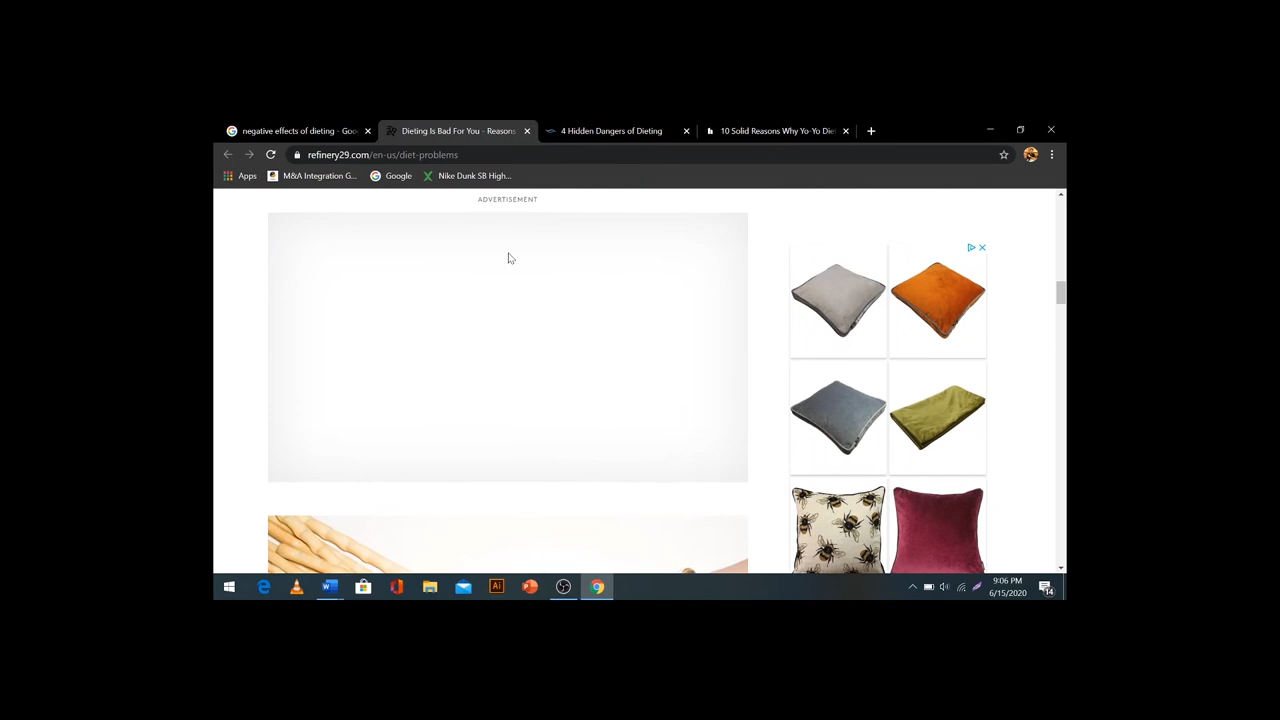 negative effects of dieting - Goo
Dieting Is Bad For You - Reasons
4 Hidden Dangers of Dieting
10 Solid Reasons Why Yo-Yo Die
refinery29.com/en-us/diet-problems
Apps
M&A Integration G...
Google
Nike Dunk SB High...
ADVERTISEMENT
Ai
9:06 PM
6/15/2020
14